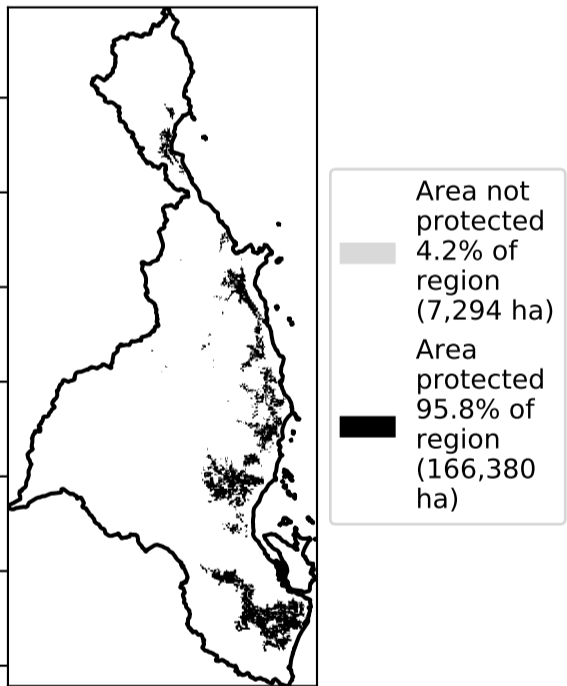 Area not
protected
4.2% of
region
(7,294 ha)
Area
protected
95.8% of
region
(166,380
ha)